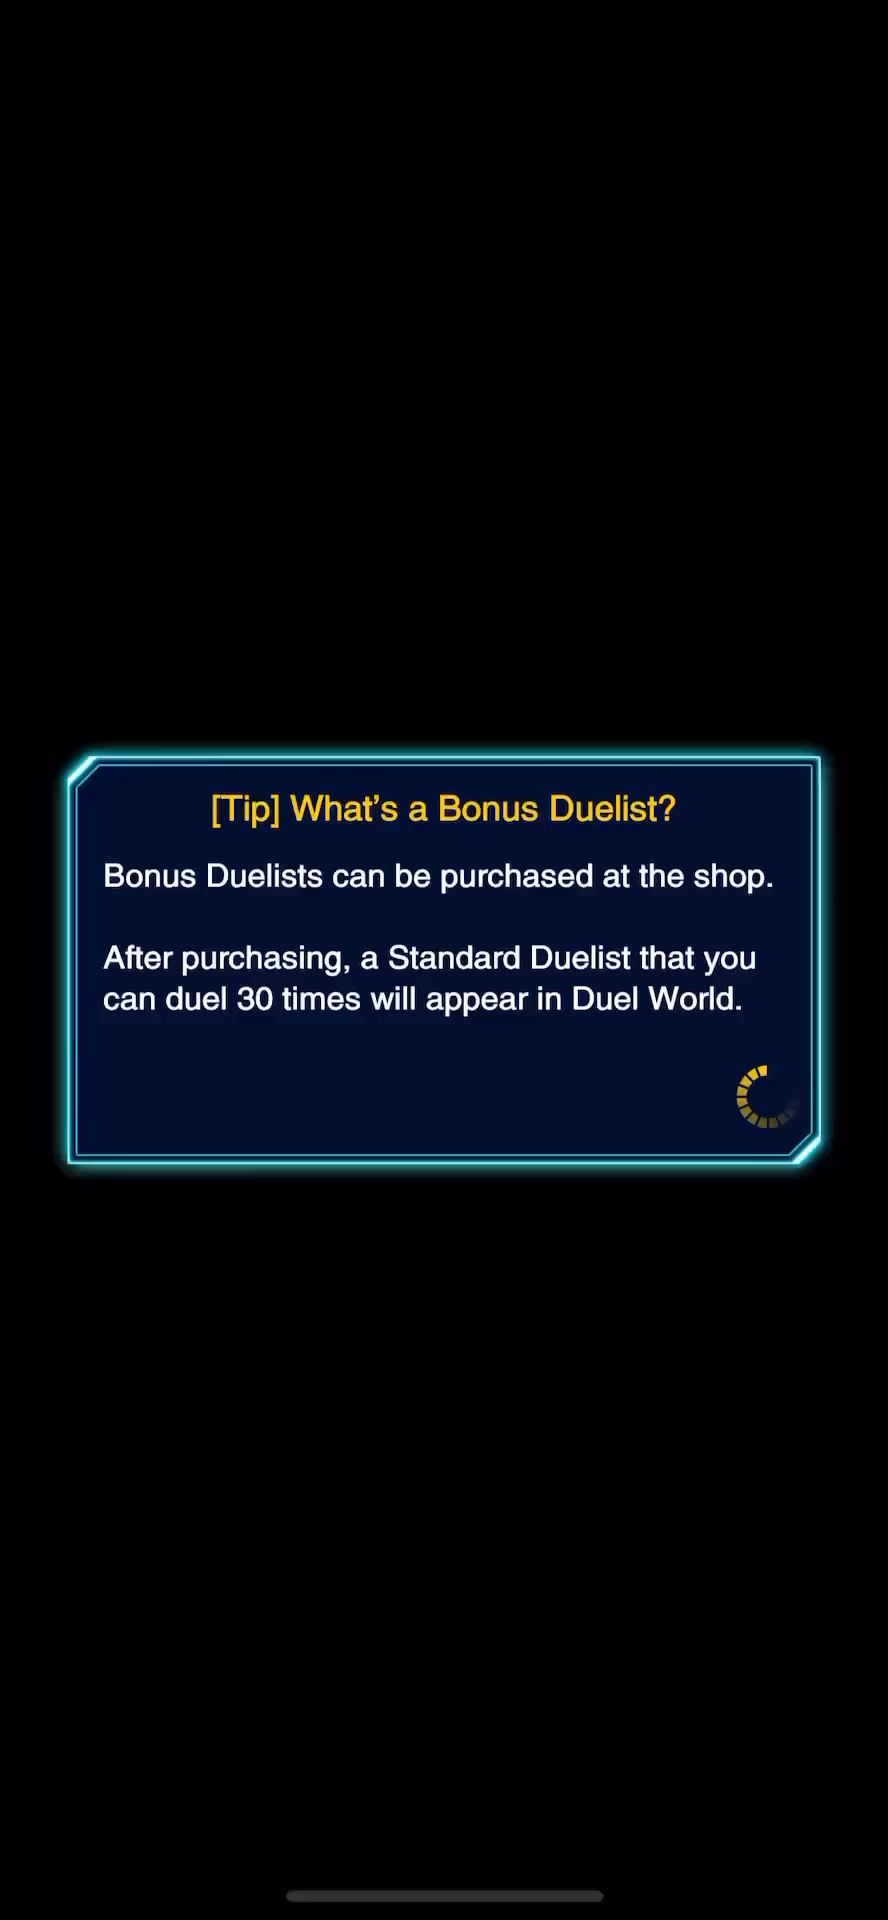 [Tip] What’s a Bonus Duelist?
Bonus Duelists can be purchased at the shop.
After purchasing, a Standard Duelist that you
can duel 30 times will appear in Duel World.